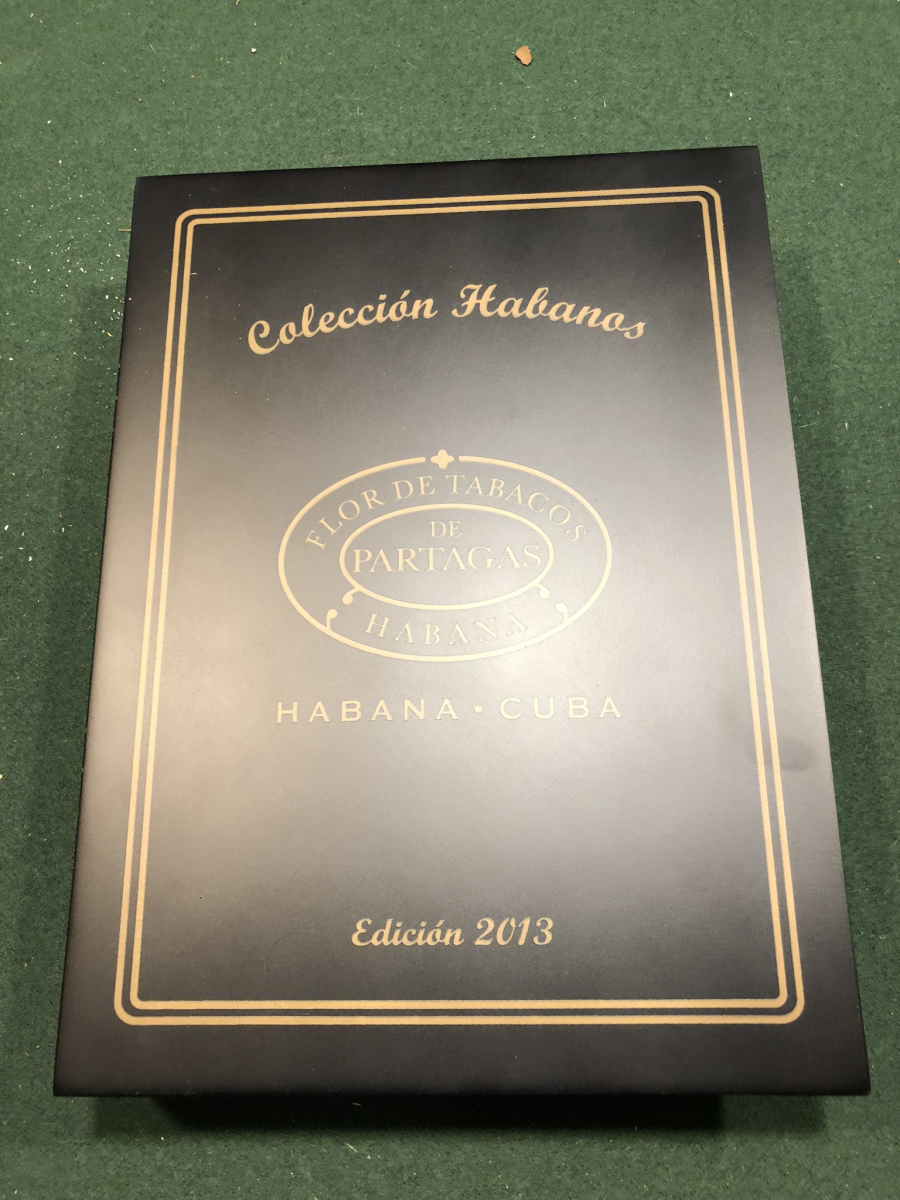 Colección Habanos
FLOR DE TABACOS
DE
PARTAGAS
HABANA
HABANA • CUBA
Edición 2013